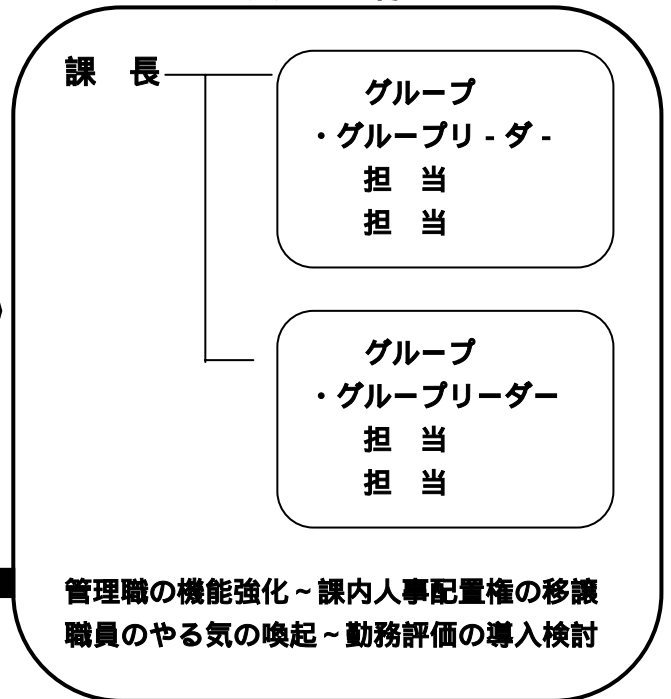 課　長
グループ
・グループリ - ダ -
担　当
担　当
グループ
・グループリーダー
担　当
担　当
管理職の機能強化～課内人事配置権の移譲
職員のやる気の喚起～勤務評価の導入検討